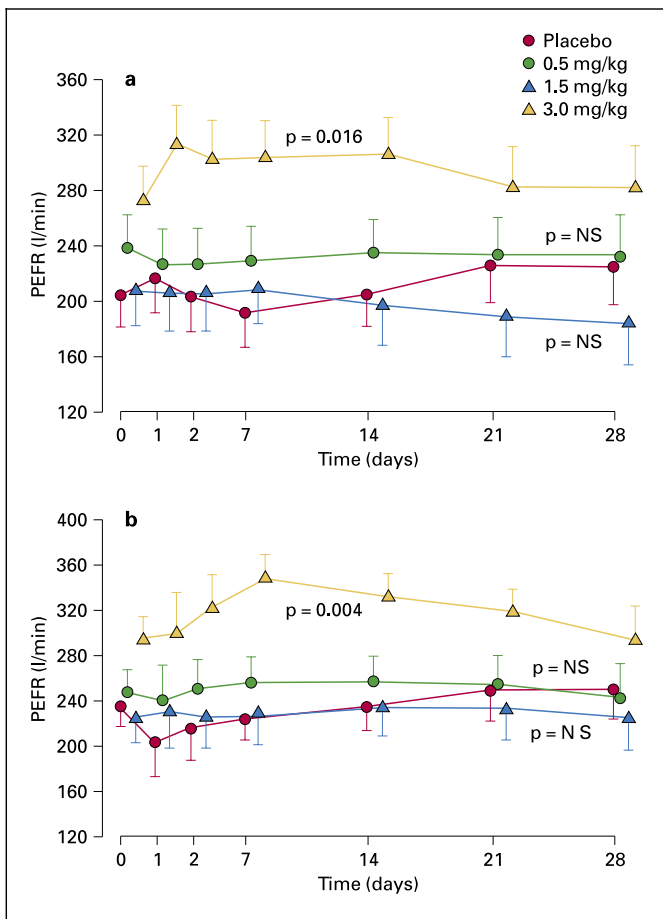 Placebo
0.5 mg/kg
1.5 mg/kg
3.0 mg/kg
a
360
320
280
240
200
160
120
PEFR (l/min)
p = 0.016
p = NS
p = NS
0 1 2 7 14 21 28
Time (days)
b
400
360
320
280
240
200
160
120
PEFR (l/min)
p = 0.004
p = NS
p = N S
0 1 2 7 14 21 28
Time (days)